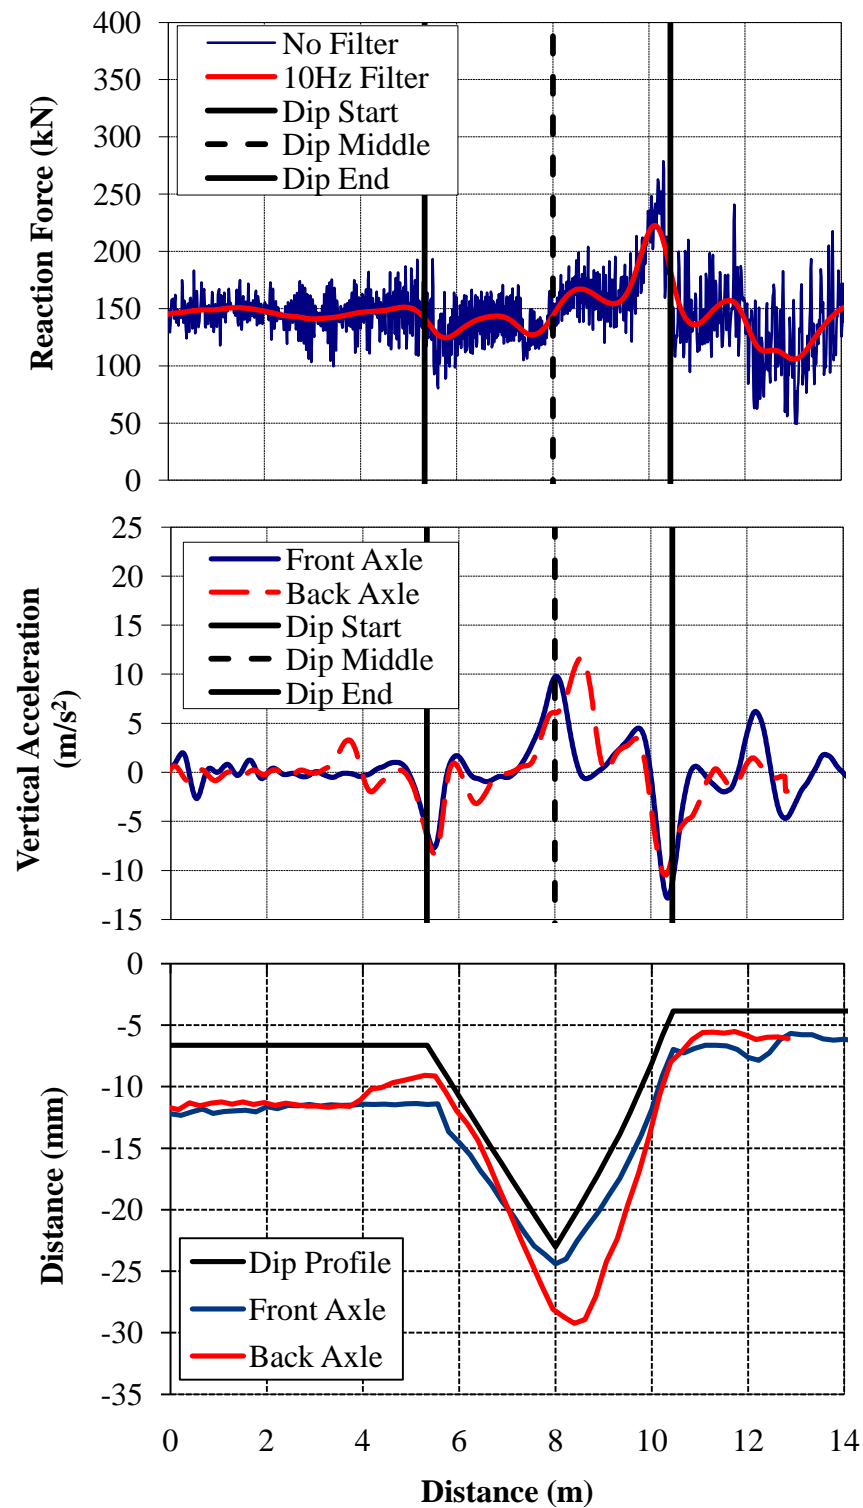 400
350
300
250
200
150
100
50
0
Reaction Force (kN)
No Filter
10Hz Filter
Dip Start
Dip Middle
Dip End
25
20
15
10
5
0
-5
-10
-15
Vertical Acceleration
(m/s²)
Front Axle
Back Axle
Dip Start
Dip Middle
Dip End
0
-5
-10
-15
-20
-25
-30
-35
Distance (mm)
Dip Profile
Front Axle
Back Axle
0 2 4 6 8 10 12 14
Distance (m)